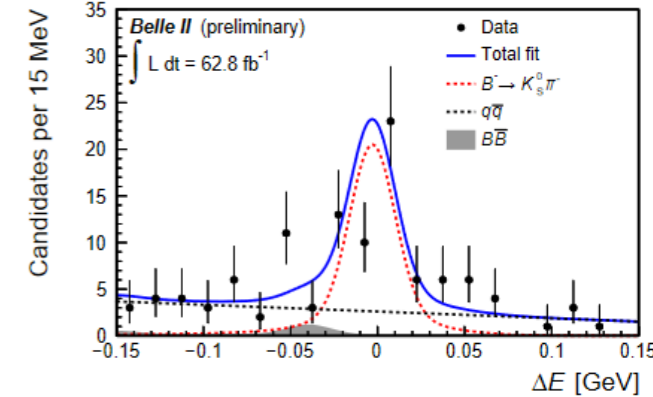 Candidates per 15 MeV
35
30
25
20
15
10
5
0
Belle II (preliminary)
∫ L dt = 62.8 fb⁻¹
Data
Total fit
B⁻→ K⁰ₛ π⁻
qq̅
BB̅
−0.15
−0.1
−0.05
0
0.05
0.1
0.15
ΔE [GeV]